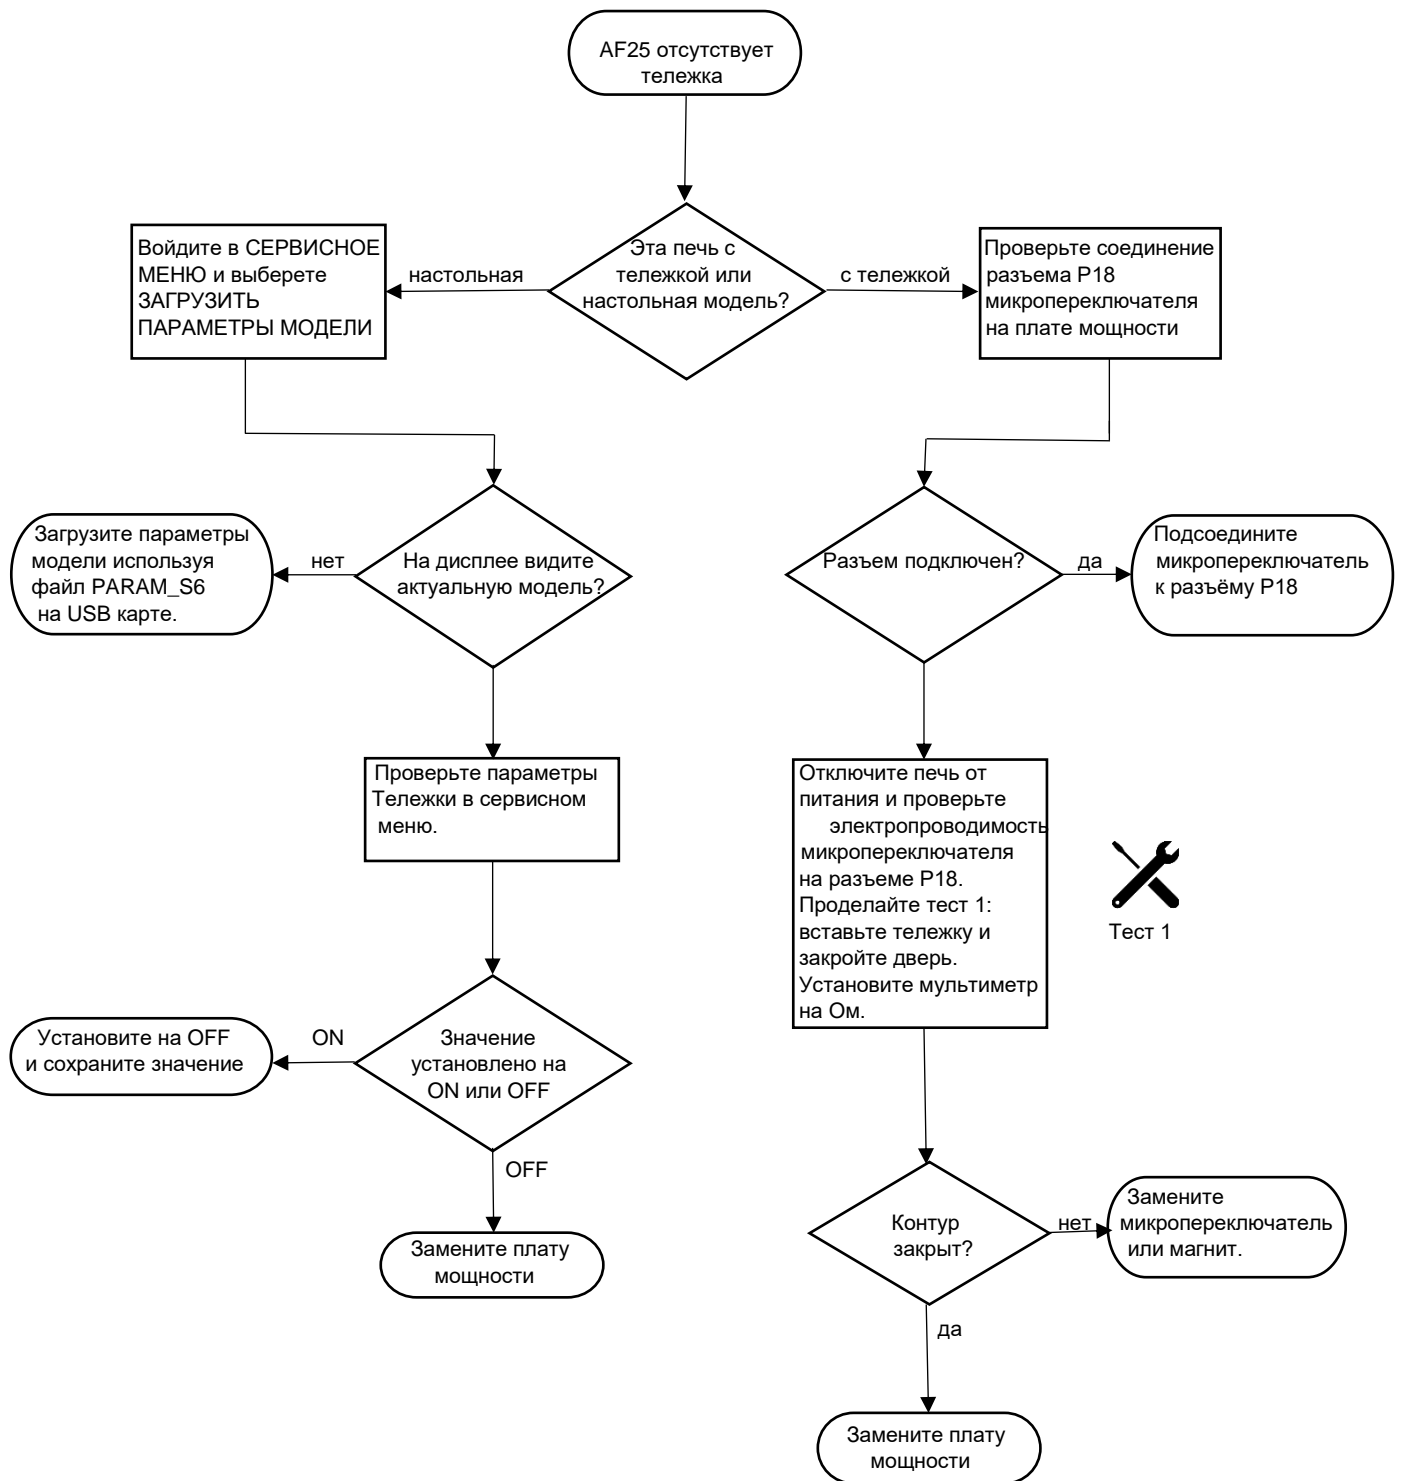 AF25 отсутствует
тележка
Эта печь с
тележкой или
настольная модель?
настольная
с тележкой
Войдите в СЕРВИСНОЕ
МЕНЮ и выберете
ЗАГРУЗИТЬ
ПАРАМЕТРЫ МОДЕЛИ
Проверьте соединение
разъема P18
микропереключателя
на плате мощности
Загрузите параметры
модели используя
файл PARAM_S6
на USB карте.
нет
На дисплее видите
актуальную модель?
Разъем подключен?
да
Подсоедините
микропереключатель
к разъёму P18
Проверьте параметры
Тележки в сервисном
меню.
Отключите печь от
питания и проверьте
электропроводимость
микропереключателя
на разъеме P18.
Проделайте тест 1:
вставьте тележку и
закройте дверь.
Установите мультиметр
на Ом.
Тест 1
Установите на OFF
и сохраните значение
ON
Значение
установлено на
ON или OFF
OFF
Замените плату
мощности
Контур
закрыт?
нет
Замените
микропереключатель
или магнит.
да
Замените плату
мощности